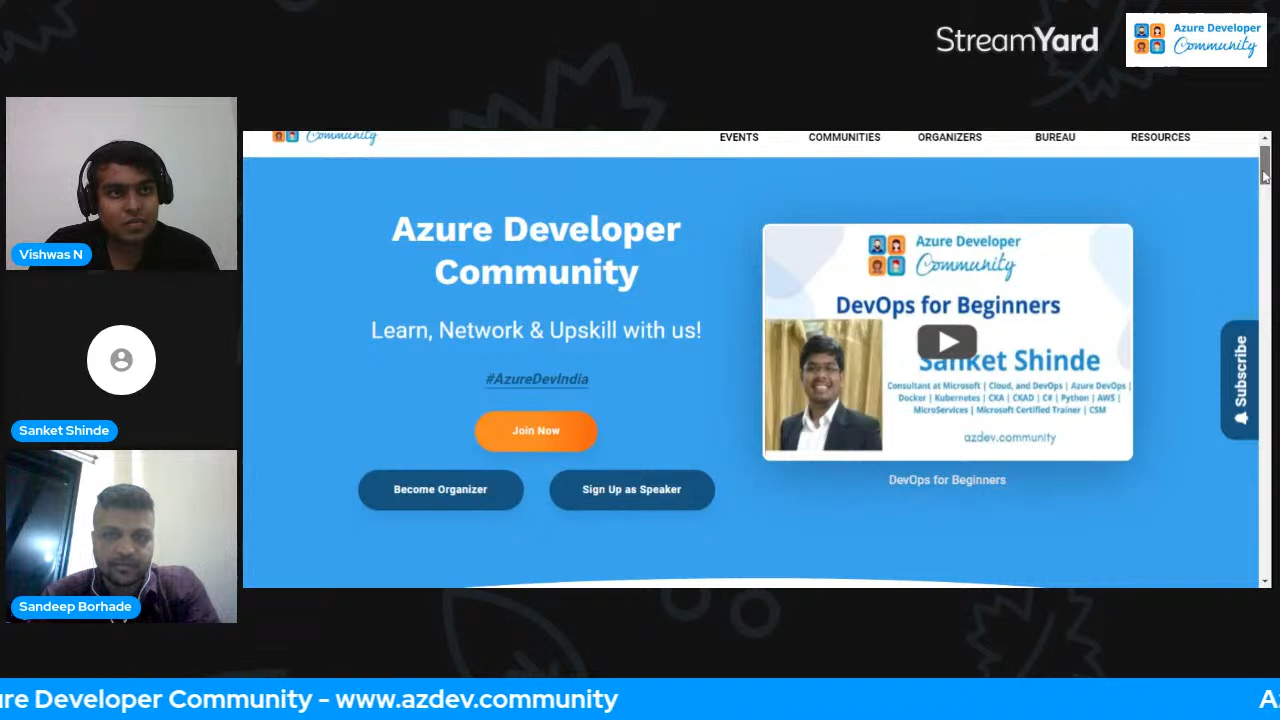 StreamYard
Azure Developer
Community
Vishwas N
Sanket Shinde
Sandeep Borhade
Community
EVENTS COMMUNITIES ORGANIZERS BUREAU RESOURCES
Azure Developer
Community
Learn, Network & Upskill with us!
#AzureDevIndia
Join Now
Become Organizer
Sign Up as Speaker
Azure Developer
Community
DevOps for Beginners
Sanket Shinde
Consultant at Microsoft | Cloud, and DevOps | Azure DevOps |
Docker | Kubernetes | CKA | CKAD | C# | Python | AWS |
MicroServices | Microsoft Certified Trainer | CSM
azdev.community
DevOps for Beginners
Subscribe
re Developer Community - www.azdev.community